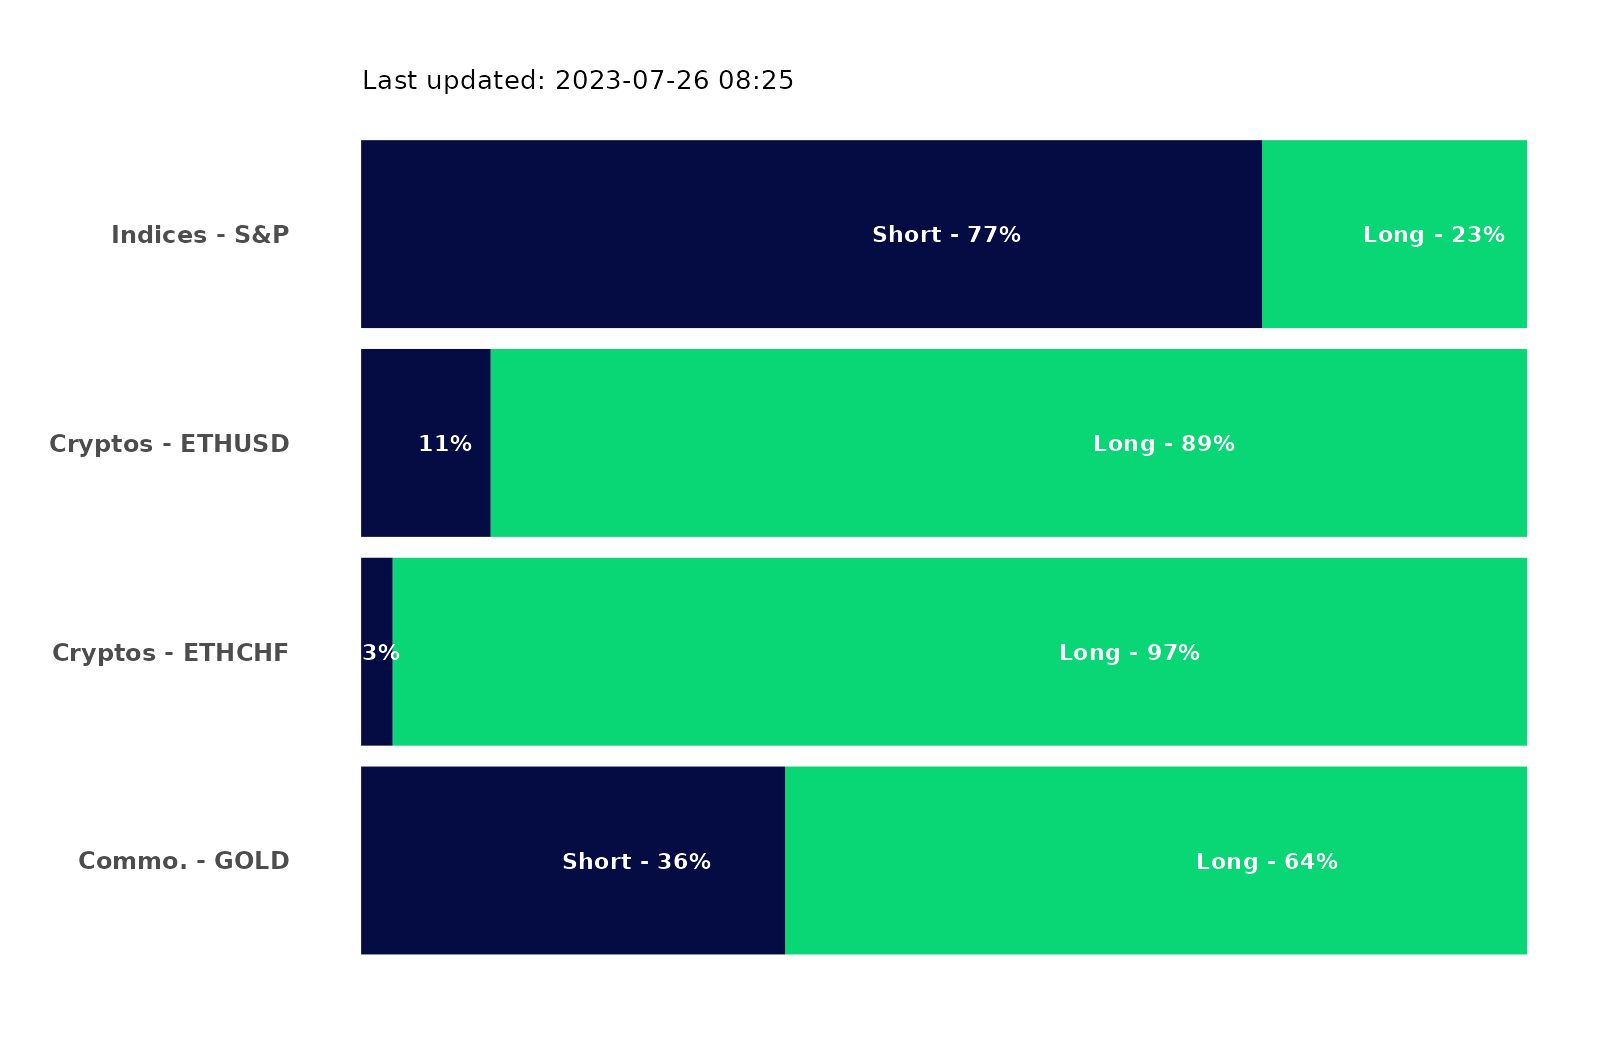 Last updated: 2023-07-26 08:25
Indices - S&P Short - 77% Long - 23%
Cryptos - ETHUSD 11% Long - 89%
Cryptos - ETHCHF 3% Long - 97%
Commo. - GOLD Short - 36% Long - 64%